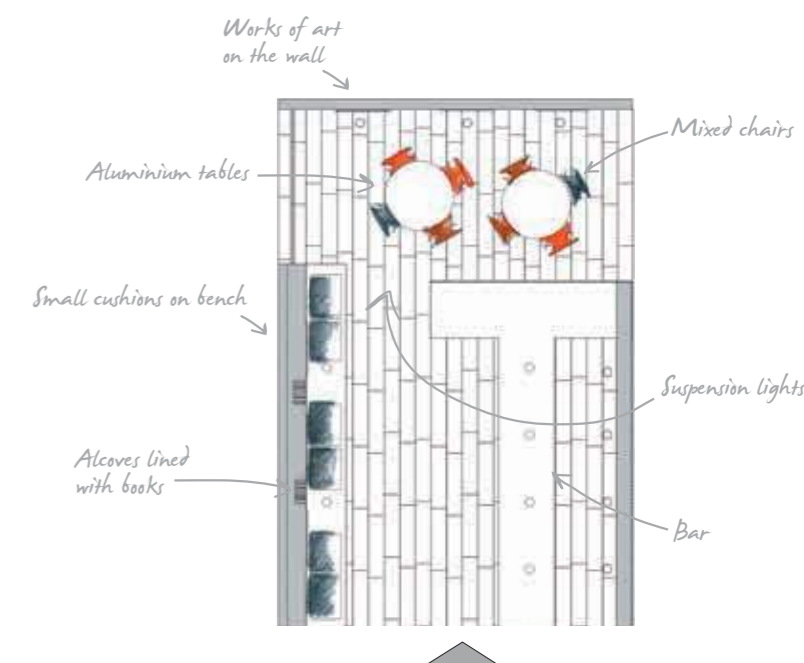 Works of art
on the wall
Mixed chairs
Aluminium tables
Small cushions on bench
Suspension lights
Alcoves lined
with books
Bar